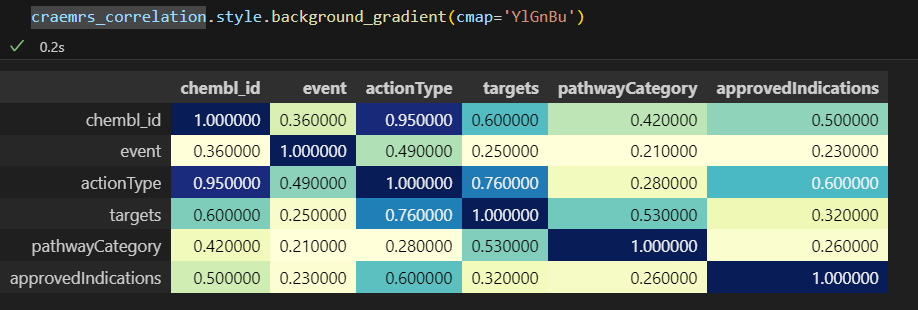 craemrs_correlation.style.background_gradient(cmap='YlGnBu')
0.2s
chembl_id event actionType targets pathwayCategory approvedIndications
chembl_id 1.000000 0.360000 0.950000 0.600000 0.420000 0.500000
event 0.360000 1.000000 0.490000 0.250000 0.210000 0.230000
actionType 0.950000 0.490000 1.000000 0.760000 0.280000 0.600000
targets 0.600000 0.250000 0.760000 1.000000 0.530000 0.320000
pathwayCategory 0.420000 0.210000 0.280000 0.530000 1.000000 0.260000
approvedIndications 0.500000 0.230000 0.600000 0.320000 0.260000 1.000000